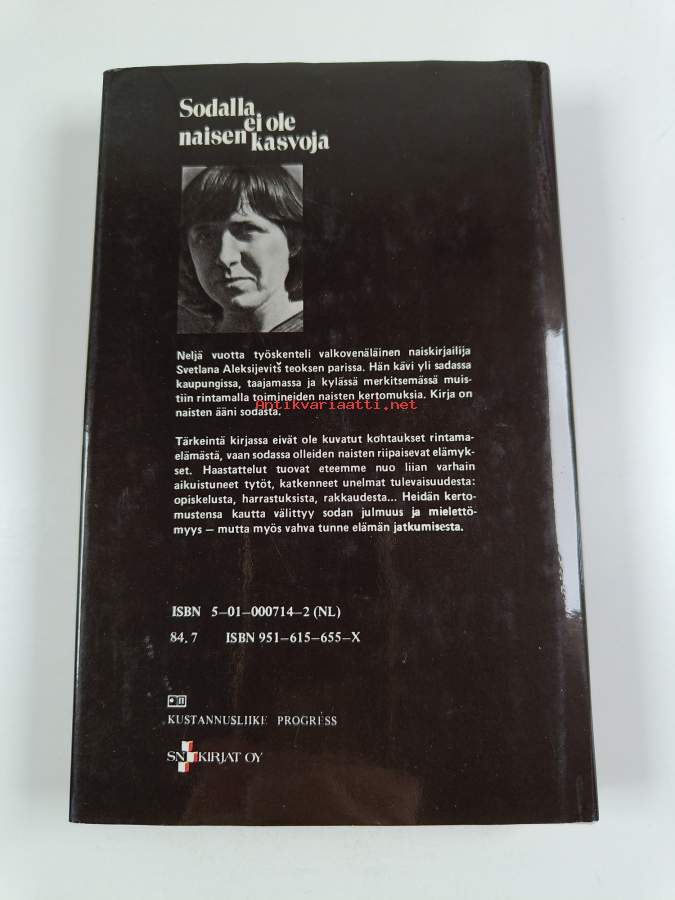 Sodalla
ei ole
naisen
kasvoja
Neljä vuotta työskenteli valkovenäläinen naiskirjailija
Svetlana Aleksijevitš teoksen parissa. Hän kävi yli sadassa
kaupungissa, taajamassa ja kylässä merkitsemässä muis-
tiin rintamalla toimineiden naisten kertomuksia. Kirja on
naisten ääni sodasta.
Antikvariaatti.net
Tärkeintä kirjassa eivät ole kuvatut kohtaukset rintama-
elämästä, vaan sodassa olleiden naisten riipaisevat elämyk-
set. Haastattelut tuovat eteemme nuo liian varhain
aikuistuneet tytöt, katkenneet unelmat tulevaisuudesta:
opiskelusta, harrastuksista, rakkaudesta... Heidän kerto-
mustensa kautta välittyy sodan julmuus ja mielettö-
myys – mutta myös vahva tunne elämän jatkumisesta.
ISBN 5–01–000714–2 (NL)
84.7 ISBN 951–615–655–X
KUSTANNUSLIIKE PROGRESS
SN KIRJAT OY